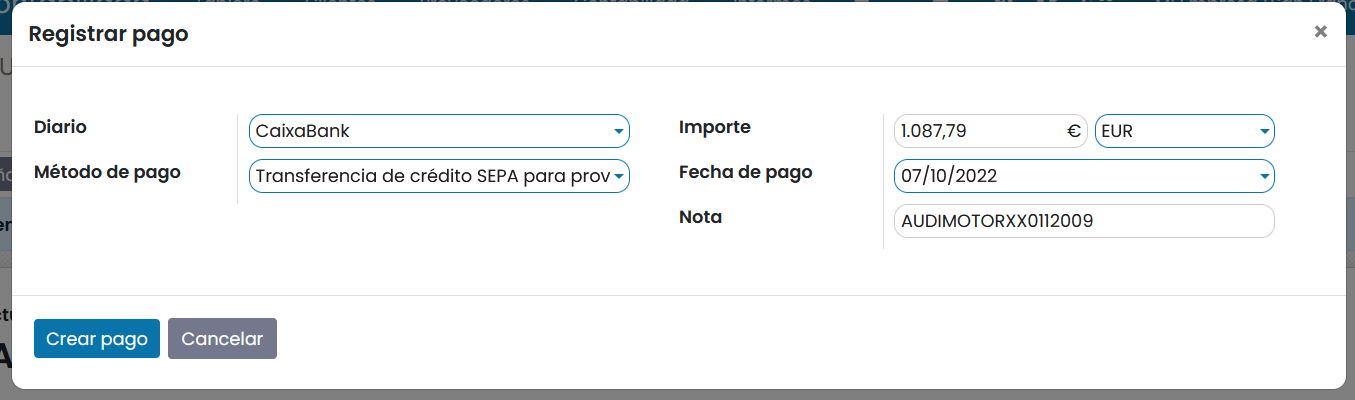 Registrar pago ×
Diario
CaixaBank
Método de pago
Transferencia de crédito SEPA para prov
Importe
1.087,79 €
EUR
Fecha de pago
07/10/2022
Nota
AUDIMOTORXX0112009
Crear pago
Cancelar